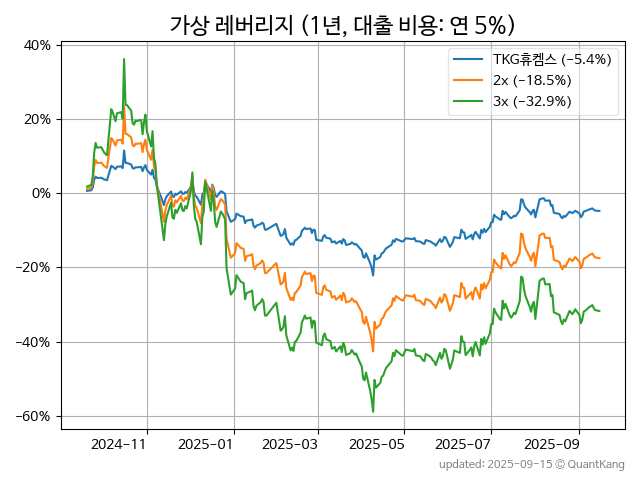 가상 레버리지 (1년, 대출 비용: 연 5%)
TKG휴켐스 (−5.4%)
2x (−18.5%)
3x (−32.9%)
40%
20%
0%
−20%
−40%
−60%
2024-11 2025-01 2025-03 2025-05 2025-07 2025-09
updated: 2025-09-15 © QuantKang